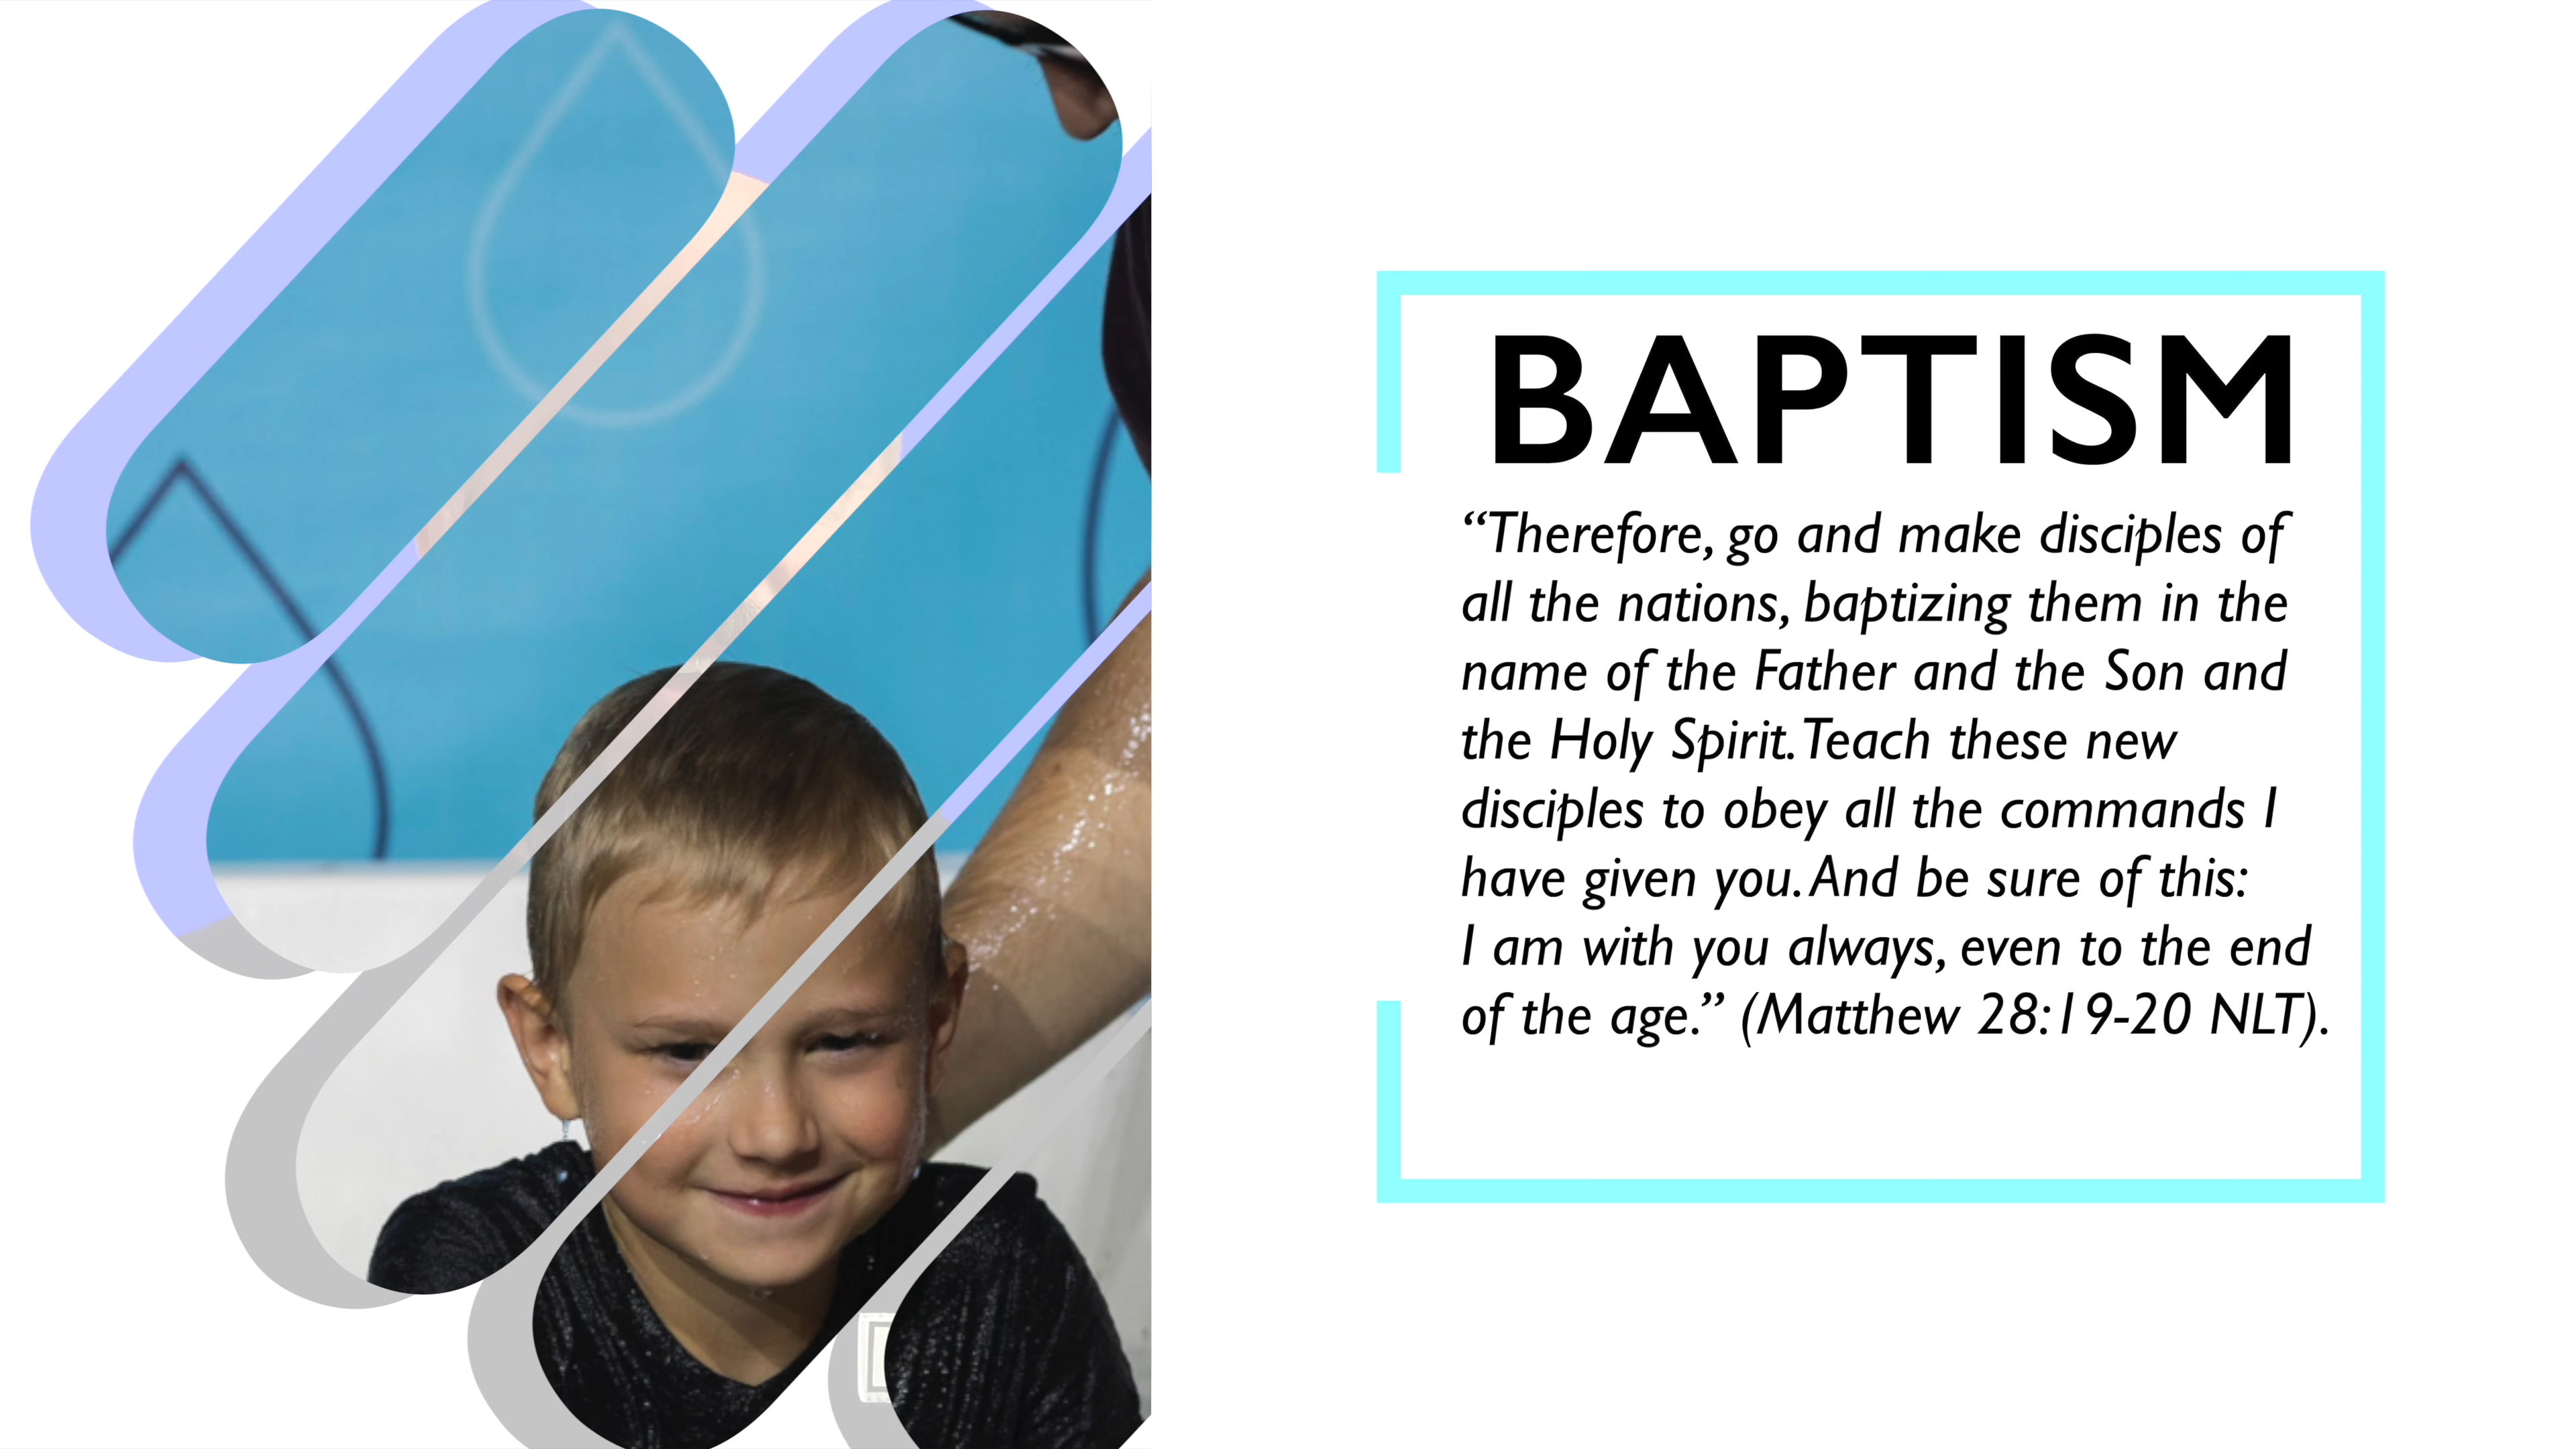 BAPTISM
“Therefore, go and make disciples of
all the nations, baptizing them in the
name of the Father and the Son and
the Holy Spirit. Teach these new
disciples to obey all the commands I
have given you. And be sure of this:
I am with you always, even to the end
of the age.” (Matthew 28:19-20 NLT).